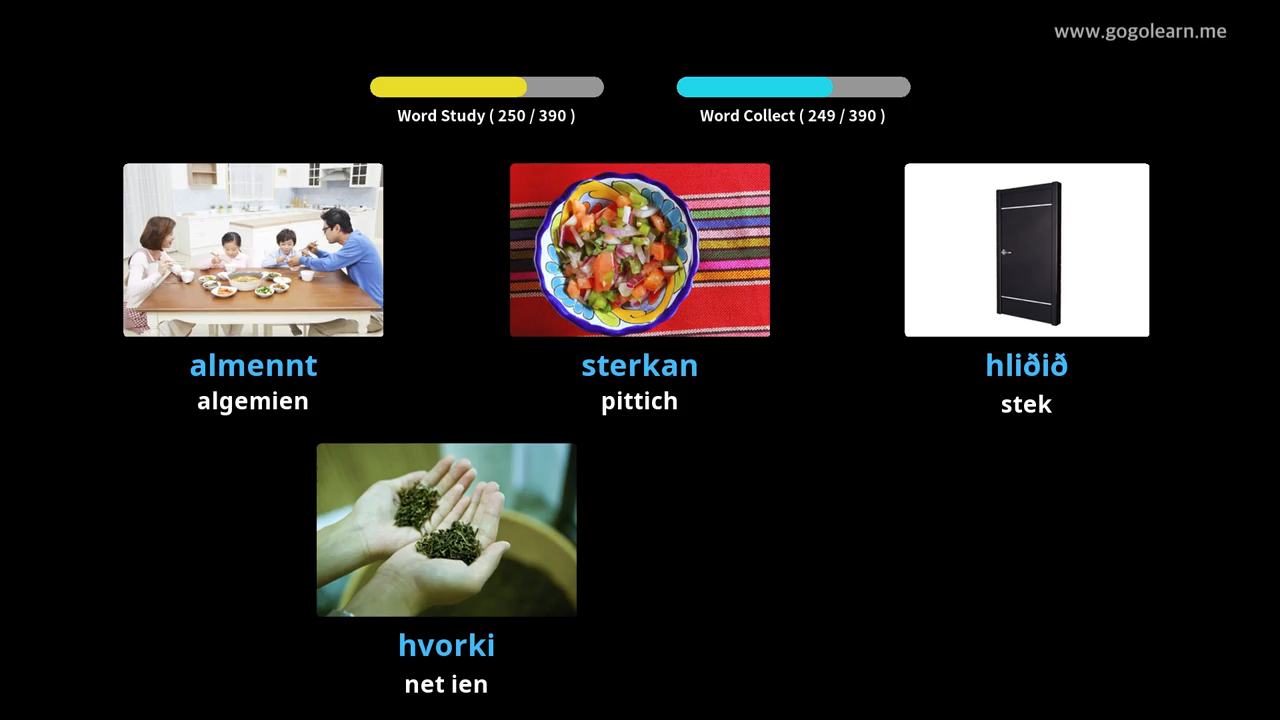 www.gogolearn.me
Word Study ( 250 / 390 )
Word Collect ( 249 / 390 )
almennt
algemien
sterkan
pittich
hliðið
stek
hvorki
net ien